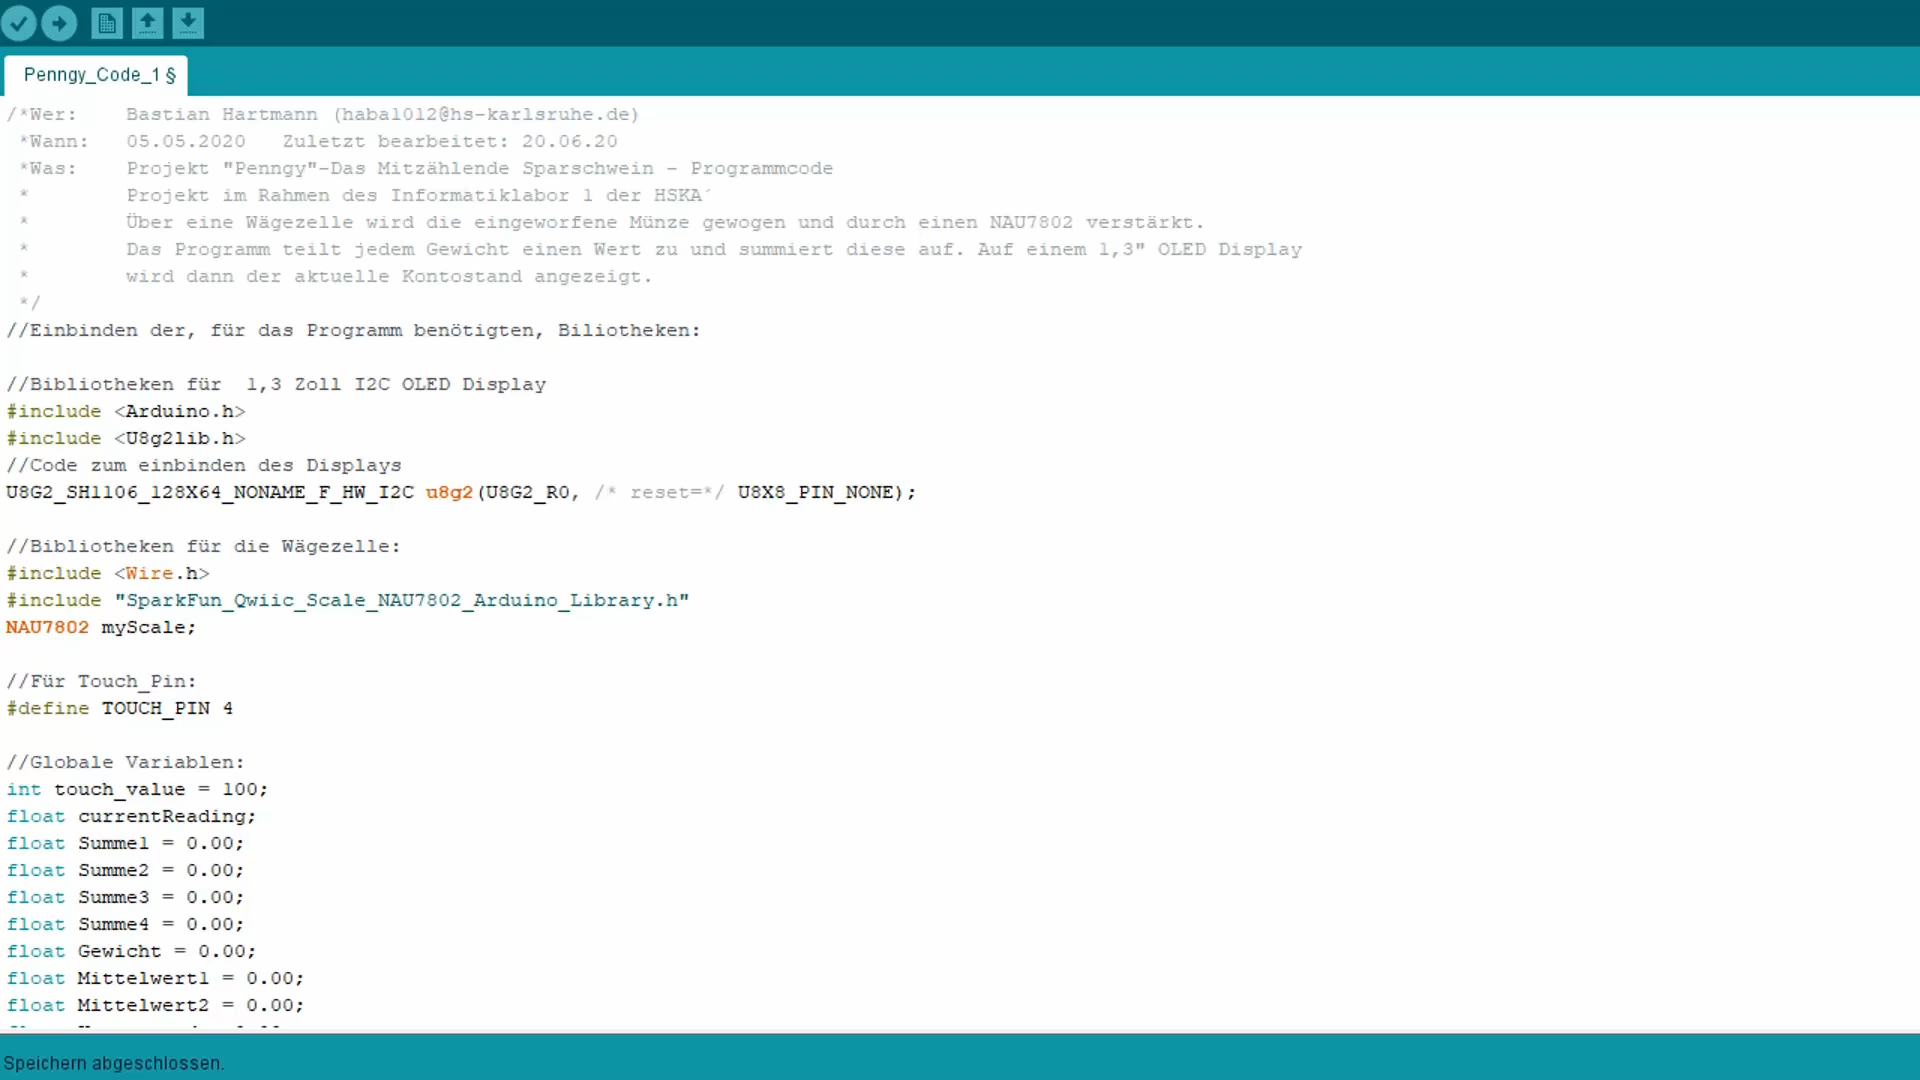 Penngy_Code_1 §
/*Wer:    Bastian Hartmann (haba1012@hs-karlsruhe.de)
 *Wann:   05.05.2020   Zuletzt bearbeitet: 20.06.20
 *Was:    Projekt "Penngy"-Das Mitzählende Sparschwein - Programmcode
 *        Projekt im Rahmen des Informatiklabor 1 der HSKA´
 *        Über eine Wägezelle wird die eingeworfene Münze gewogen und durch einen NAU7802 verstärkt.
 *        Das Programm teilt jedem Gewicht einen Wert zu und summiert diese auf. Auf einem 1,3" OLED Display
 *        wird dann der aktuelle Kontostand angezeigt.
 */
//Einbinden der, für das Programm benötigten, Biliotheken:
//Bibliotheken für  1,3 Zoll I2C OLED Display
#include <Arduino.h>
#include <U8g2lib.h>
//Code zum einbinden des Displays
U8G2_SH1106_128X64_NONAME_F_HW_I2C u8g2(U8G2_R0, /* reset=*/ U8X8_PIN_NONE);
//Bibliotheken für die Wägezelle:
#include <Wire.h>
#include "SparkFun_Qwiic_Scale_NAU7802_Arduino_Library.h"
NAU7802 myScale;
//Für Touch_Pin:
#define TOUCH_PIN 4
//Globale Variablen:
int touch_value = 100;
float currentReading;
float Summe1 = 0.00;
float Summe2 = 0.00;
float Summe3 = 0.00;
float Summe4 = 0.00;
float Gewicht = 0.00;
float Mittelwert1 = 0.00;
float Mittelwert2 = 0.00;
Speichern abgeschlossen.